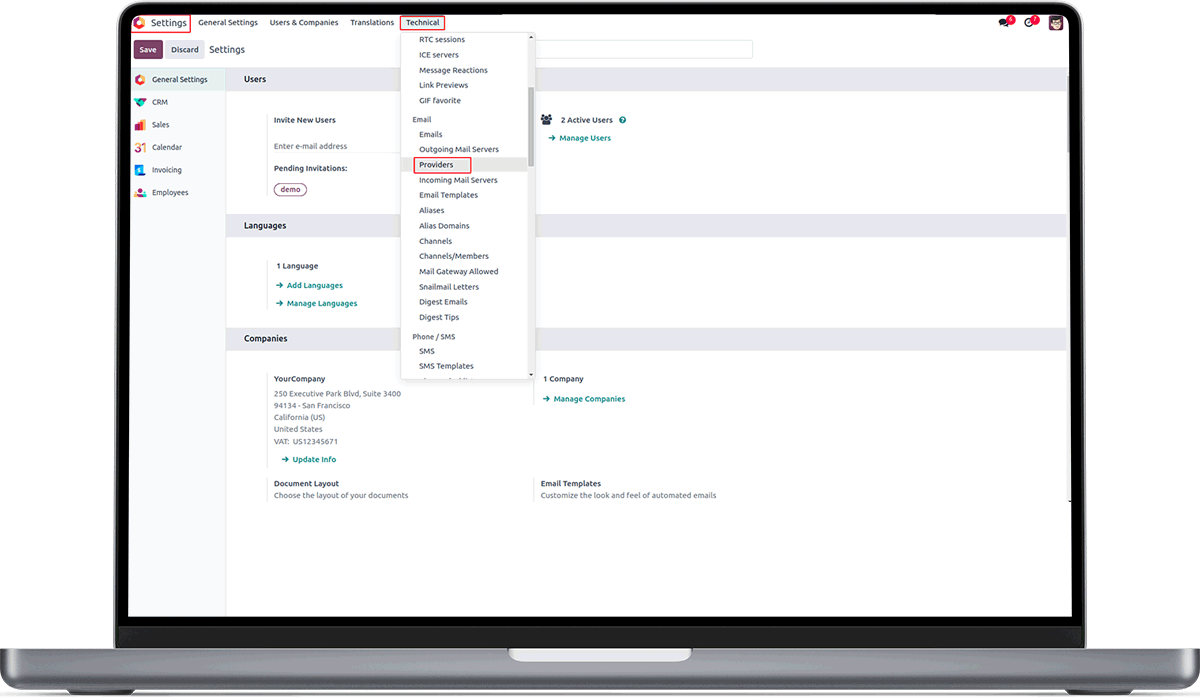 Settings General Settings Users & Companies Translations Technical 6 7
Save Discard Settings
General Settings
CRM
Sales
31 Calendar
Invoicing
Employees
Users
Invite New Users
Enter e-mail address
Pending Invitations:
demo
2 Active Users ?
→ Manage Users
Languages
1 Language
→ Add Languages
→ Manage Languages
Companies
YourCompany
250 Executive Park Blvd, Suite 3400
94134 - San Francisco
California (US)
United States
VAT: US12345671
→ Update Info
1 Company
→ Manage Companies
Document Layout
Choose the layout of your documents
Email Templates
Customize the look and feel of automated emails
RTC sessions
ICE servers
Message Reactions
Link Previews
GIF favorite
Email
Emails
Outgoing Mail Servers
Providers
Incoming Mail Servers
Email Templates
Aliases
Alias Domains
Channels
Channels/Members
Mail Gateway Allowed
Snailmail Letters
Digest Emails
Digest Tips
Phone / SMS
SMS
SMS Templates